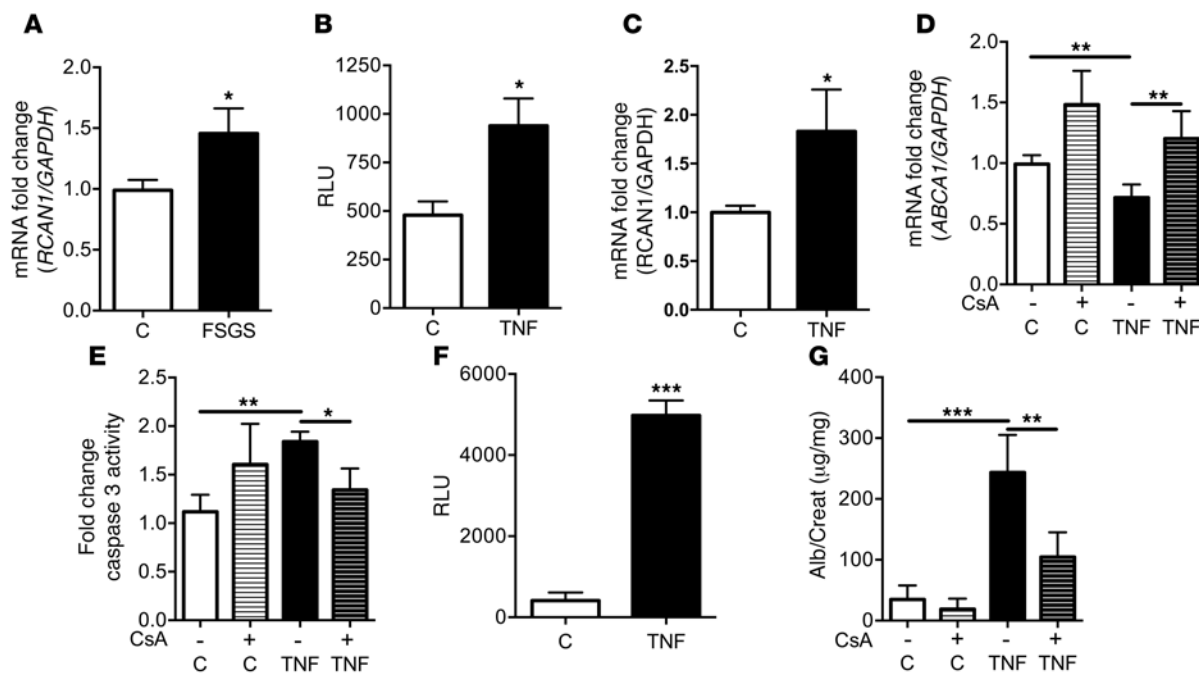 A
mRNA fold change
(RCAN1/GAPDH)
2.0
1.5
1.0
0.5
0.0
*
C
FSGS
B
RLU
1250
1000
750
500
250
0
*
C
TNF
C
mRNA fold change
(RCAN1/GAPDH)
2.5
2.0
1.5
1.0
0.5
0.0
*
C
TNF
D
mRNA fold change
(ABCA1/GAPDH)
2.0
1.5
1.0
0.5
0.0
**
**
CsA - + - +
C C TNF TNF
E
Fold change
caspase 3 activity
2.5
2.0
1.5
1.0
0.5
0.0
**
*
CsA - + - +
C C TNF TNF
F
RLU
6000
4000
2000
0
***
C
TNF
G
Alb/Creat (μg/mg)
400
300
200
100
0
***
**
CsA - + - +
C C TNF TNF